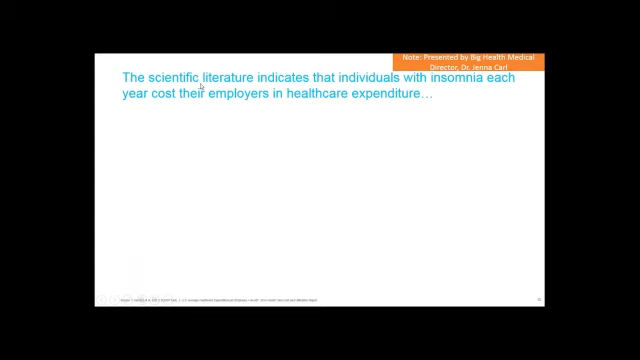 Note: Presented by Big Health Medical
Director, Dr. Jenna Carl
The scientific literature indicates that individuals with insomnia each
year cost their employers in healthcare expenditure…